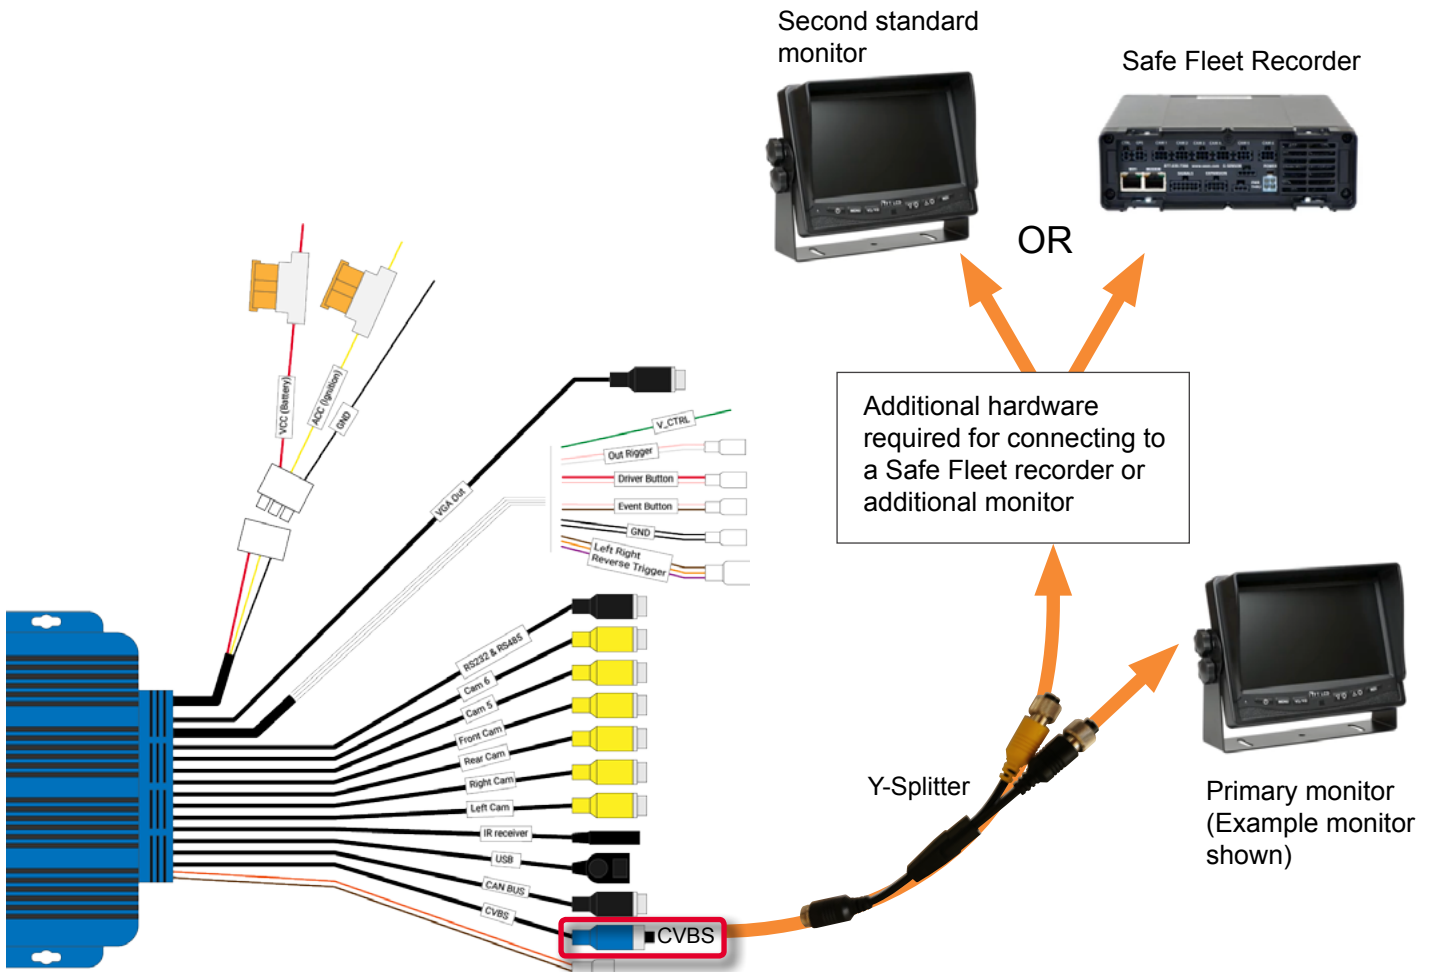 Second standard
monitor
Safe Fleet Recorder
OR
VCC (Battery)
ACC (Ignition)
GND
VGA Out
V_CTRL
Out Rigger
Driver Button
Event Button
GND
Left Right
Reverse Trigger
Additional hardware
required for connecting to
a Safe Fleet recorder or
additional monitor
RS232 & RS485
Cam 6
Cam 5
Front Cam
Rear Cam
Right Cam
Left Cam
IR receiver
USB
CAN BUS
CVBS
CVBS
Y-Splitter
Primary monitor
(Example monitor
shown)